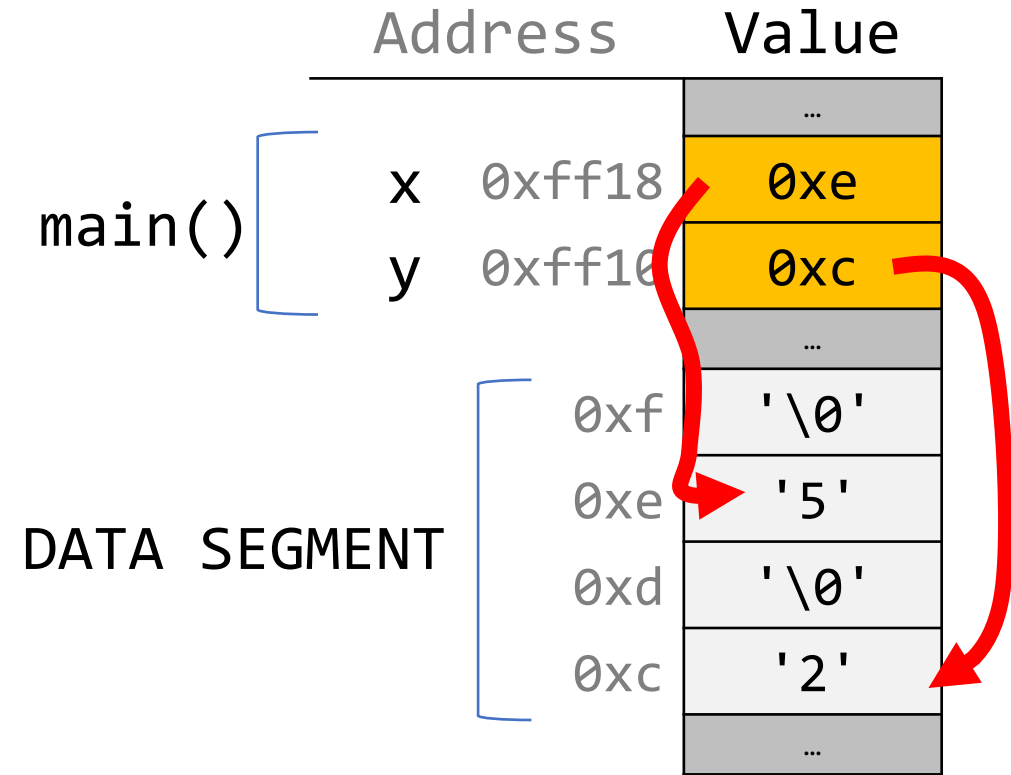 Address Value
…
x 0xff18 0xe
main()
y 0xff10 0xc
…
0xf '\0'
0xe '5'
DATA SEGMENT
0xd '\0'
0xc '2'
…